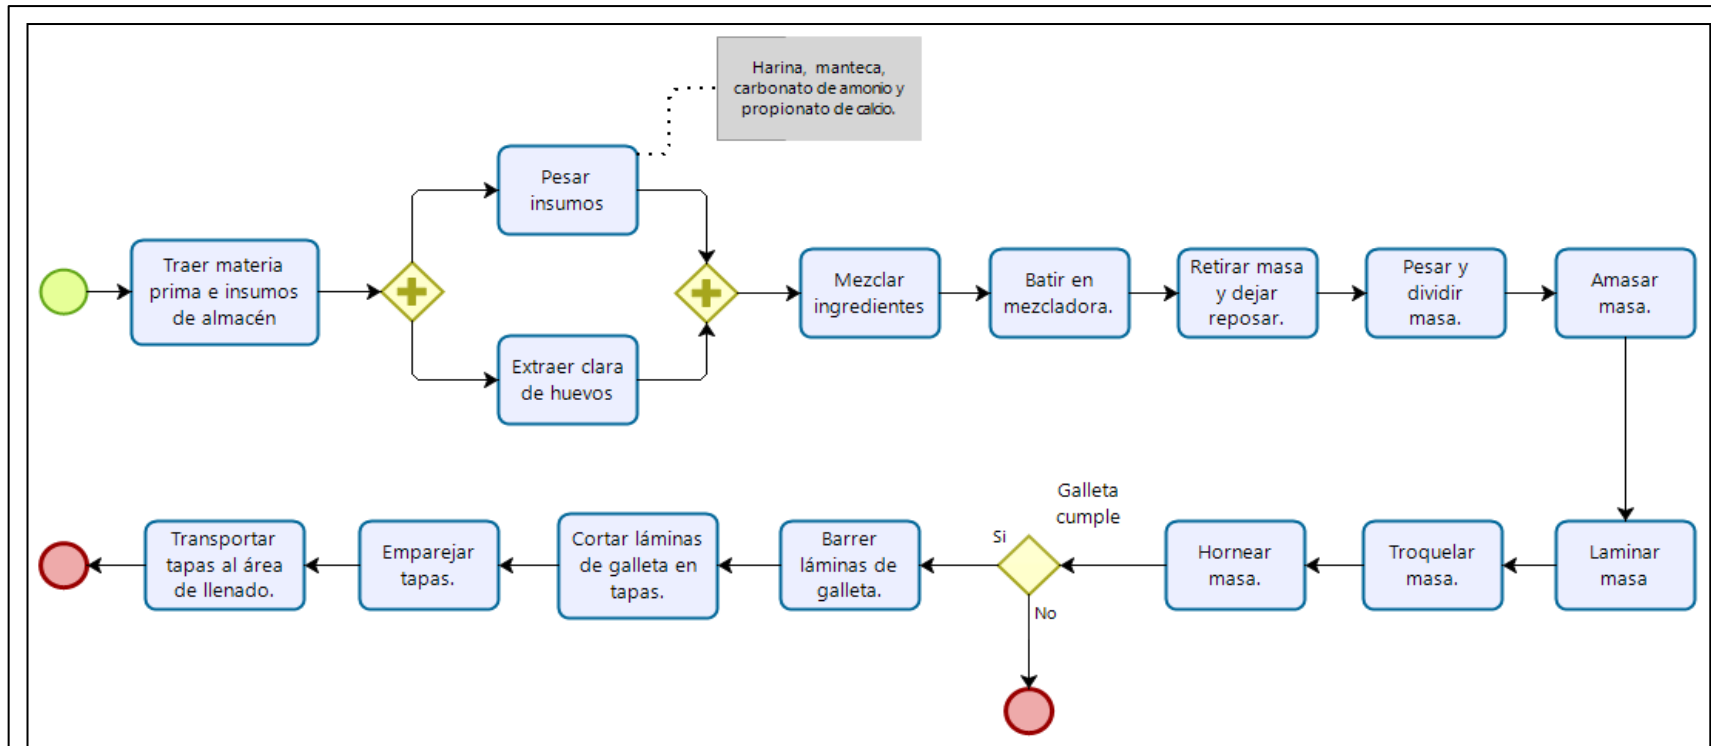 Harina, manteca,
carbonato de amonio y
propionato de calcio.
Pesar
insumos
Traer materia
prima e insumos
de almacén
Extraer clara
de huevos
Mezclar
ingredientes
Batir en
mezcladora.
Retirar masa
y dejar
reposar.
Pesar y
dividir
masa.
Amasar
masa.
Laminar
masa
Troquelar
masa.
Hornear
masa.
Galleta
cumple
Si
No
Barrer
láminas de
galleta.
Cortar láminas
de galleta en
tapas.
Emparejar
tapas.
Transportar
tapas al área
de llenado.